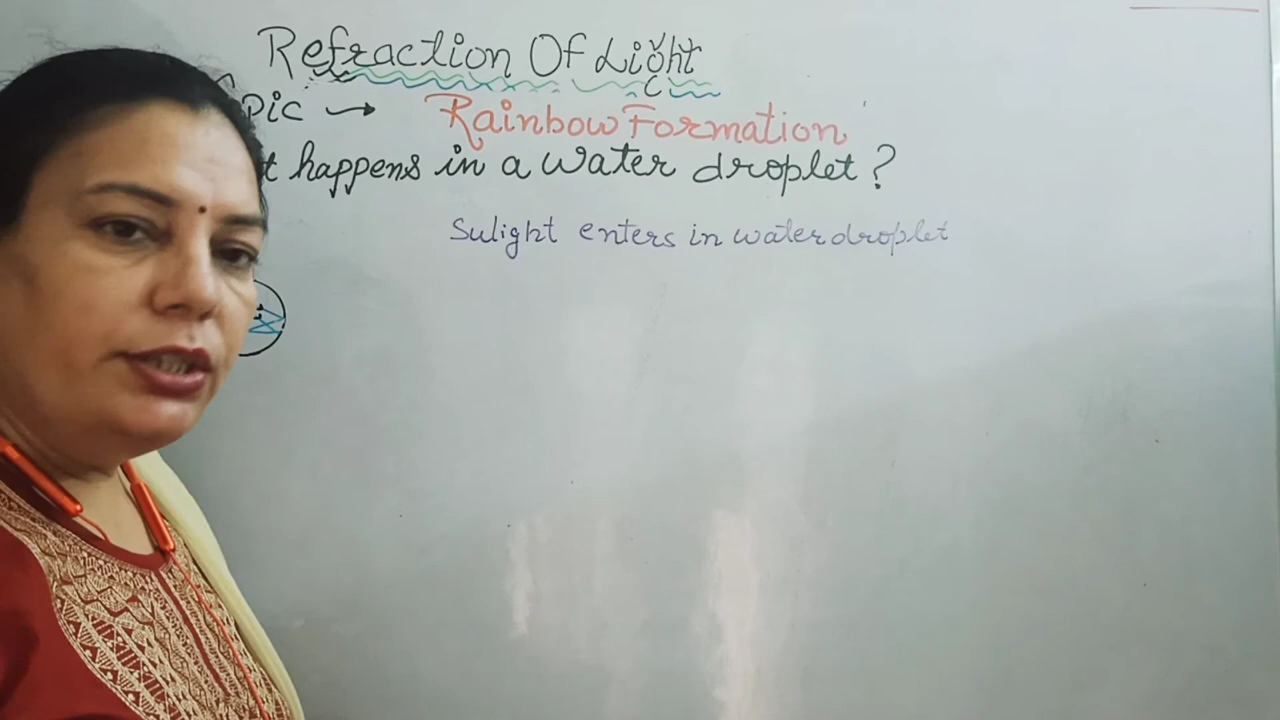 Refraction Of Light
pic → Rainbow Formation
t happens in a water droplet?
Sulight enters in water droplet